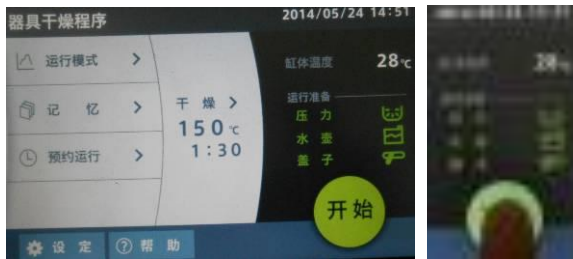 器具干燥程序
2014/05/24 14:51
运行模式
记忆
预约运行
干燥
150℃
1:30
缸体温度 28℃
运行准备
压力
水壶
盖子
开始
设定
帮助